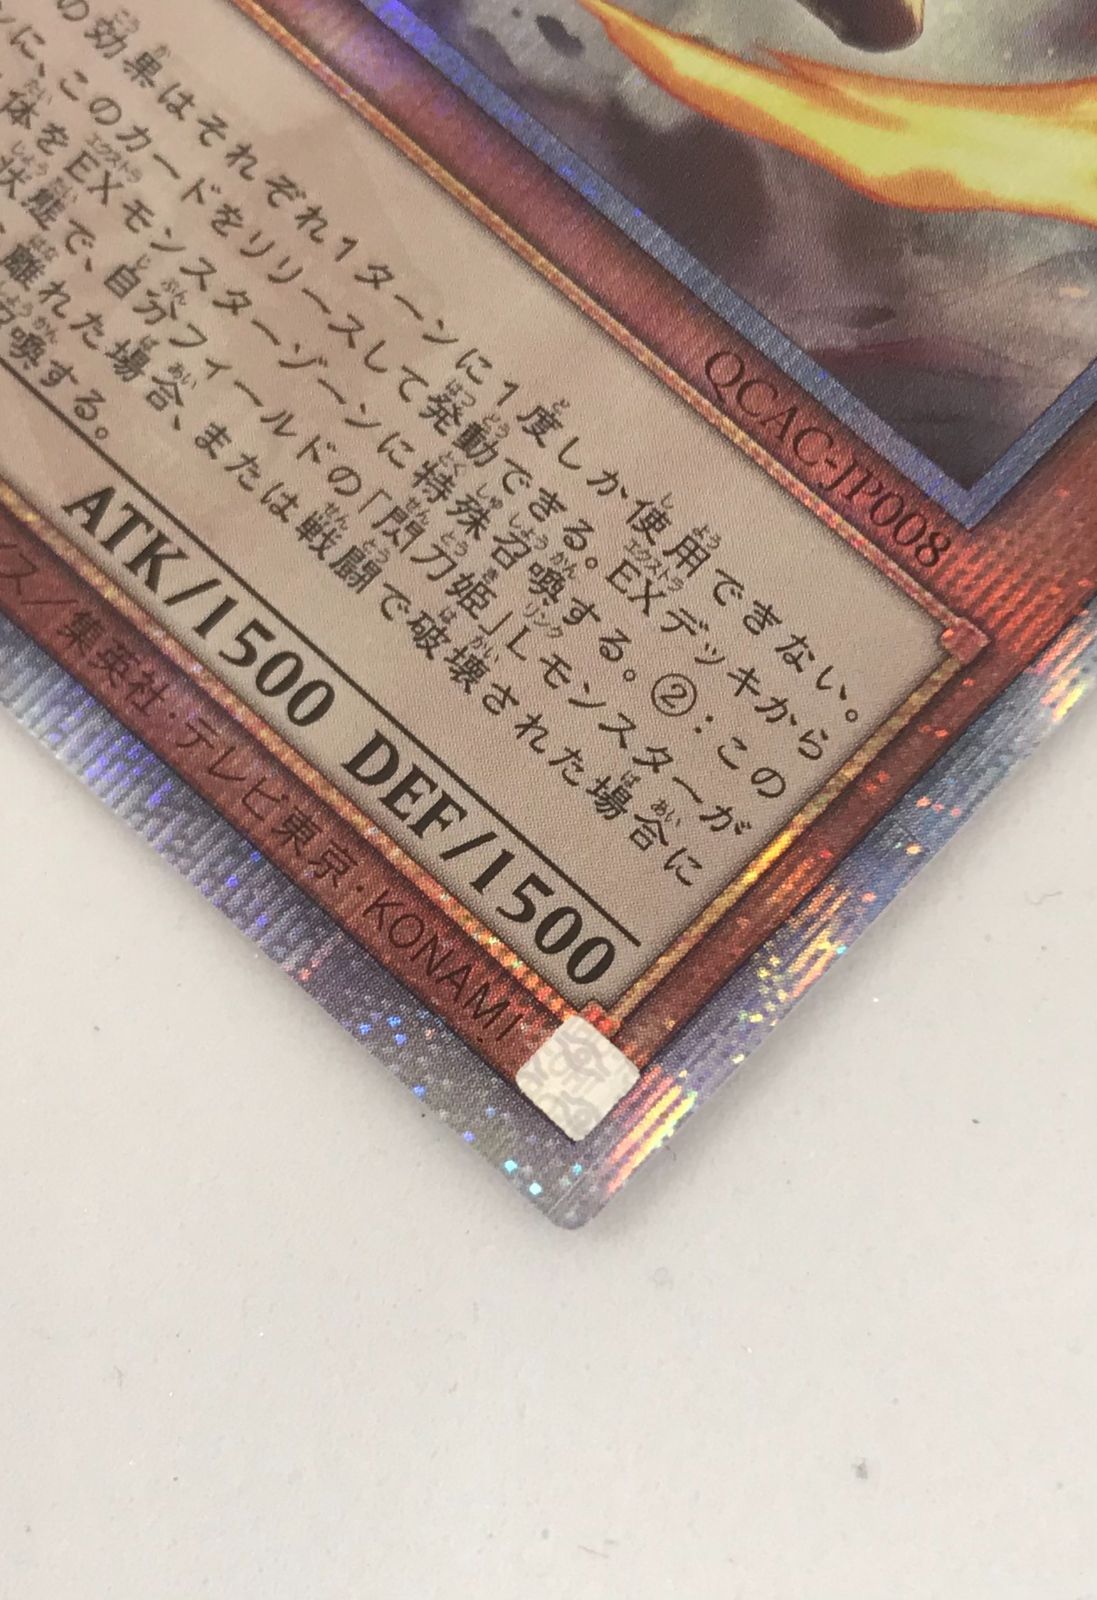 QCAC-JP008
の効果はそれぞれ1ターンに1度しか使用できない。
に、このカードをリリースして発動できる。EXデッキから
体をEXモンスターゾーンに特殊召喚する。②：この
状態で、自分フィールドの「閃刀姫」Lモンスターが
離れた場合、または戦闘で破壊された場合に
召喚する。
ATK/1500 DEF/1500
ス/集英社・テレビ東京・KONAMI